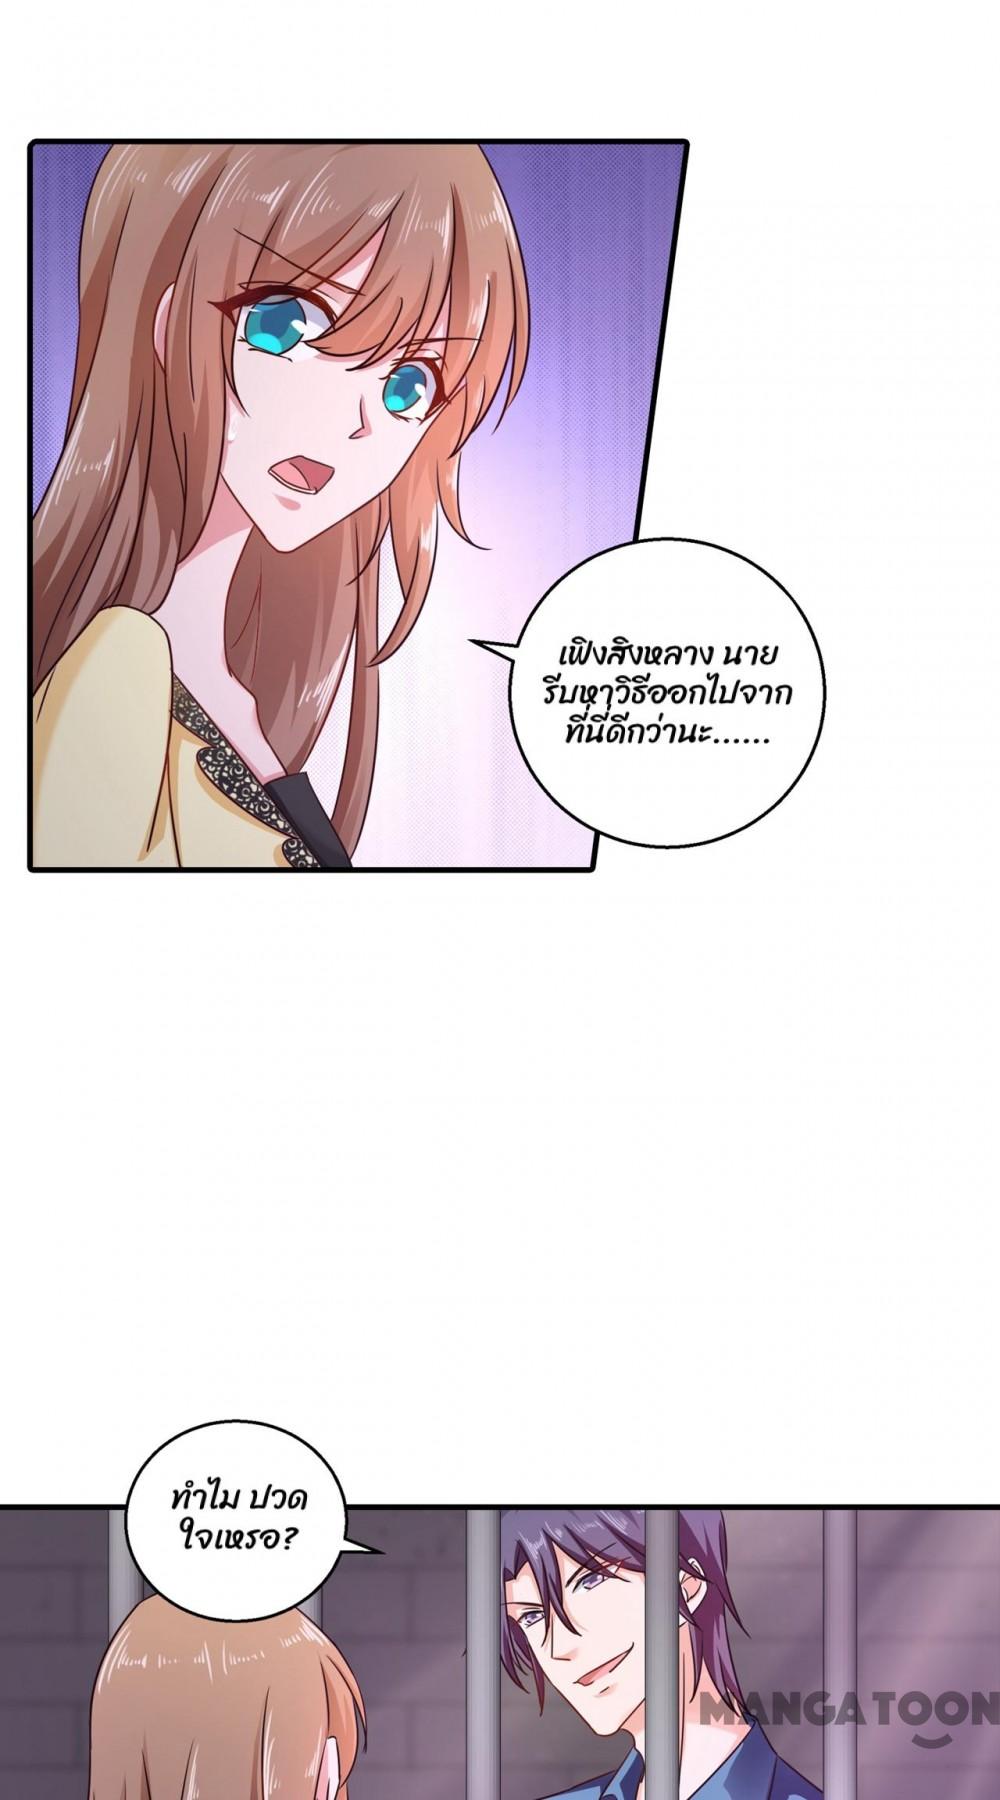 เฟิงสิงหลาง นาย
รีบหาวิธีออกไปจาก
ที่นี่ดีกว่านะ......
ทำไม ปวด
ใจเหรอ?
MANGATOON